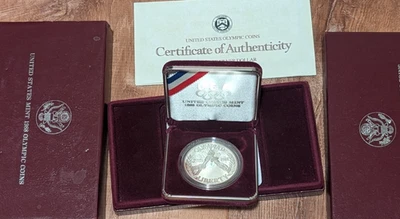 UNITED STATES OLYMPIC COINS
Certificate of Authenticity
DOLLAR
UNITED STATES MINT 1988 OLYMPIC COINS
UNITED STATES MINT
1988 OLYMPIC COINS
LIBERTY